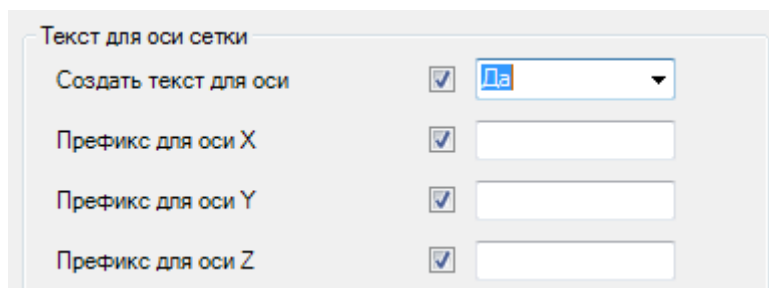 Текст для оси сетки
Создать текст для оси Да
Префикс для оси X
Префикс для оси Y
Префикс для оси Z